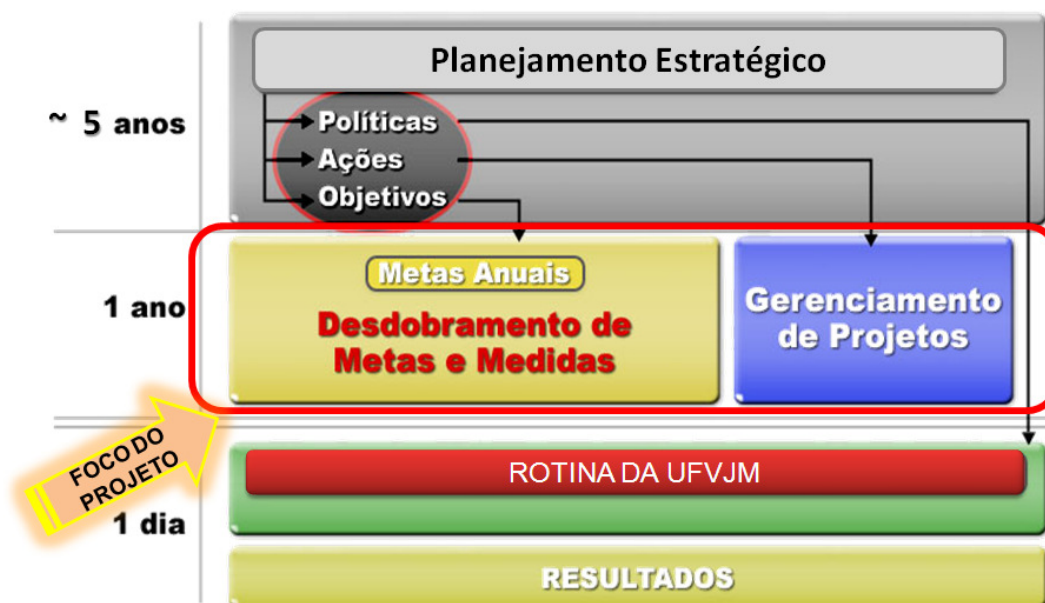 Planejamento Estratégico
~ 5 anos
Políticas
Ações
Objetivos
1 ano
Metas Anuais
Desdobramento de
Metas e Medidas
Gerenciamento
de Projetos
FOCO DO
PROJETO
1 dia
ROTINA DA UFVJM
RESULTADOS